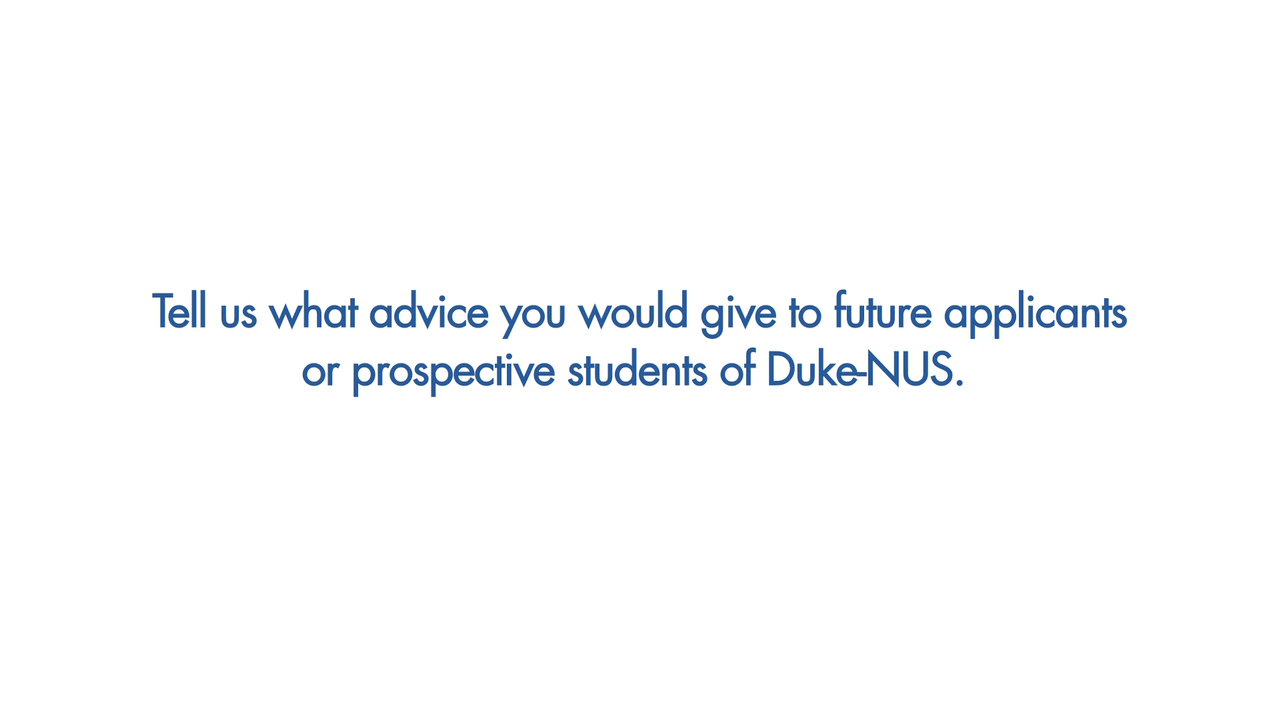 Tell us what advice you would give to future applicants
or prospective students of Duke-NUS.